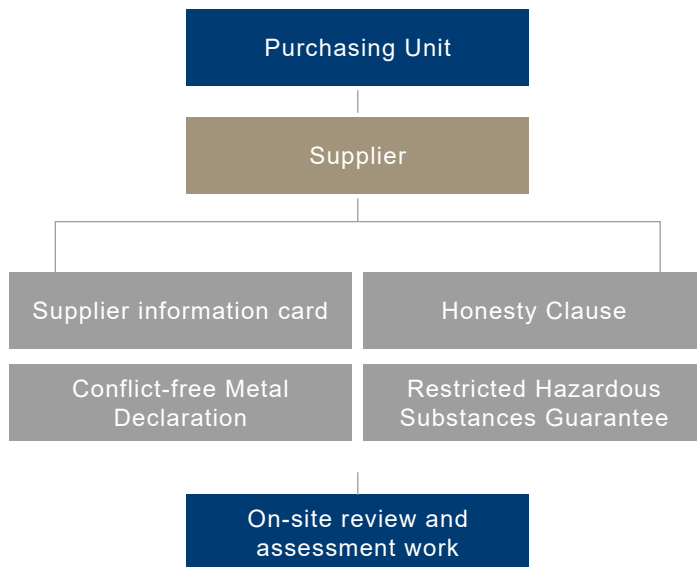 Purchasing Unit
Supplier
Supplier information card
Honesty Clause
Conflict-free Metal
Declaration
Restricted Hazardous
Substances Guarantee
On-site review and
assessment work